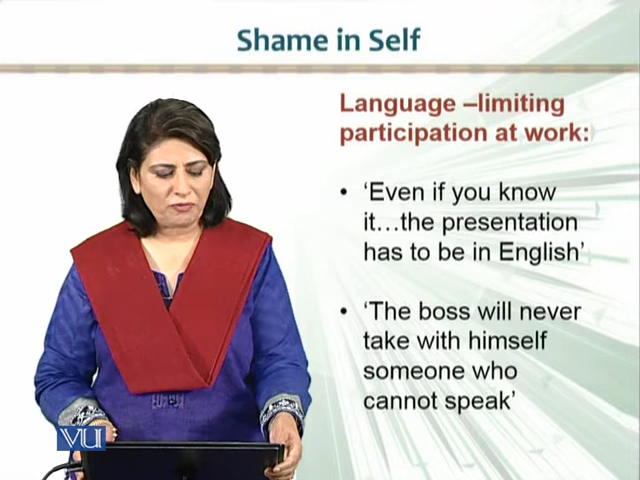 Shame in Self
Language –limiting
participation at work:
• ‘Even if you know
it…the presentation
has to be in English’
• ‘The boss will never
take with himself
someone who
cannot speak’
VU